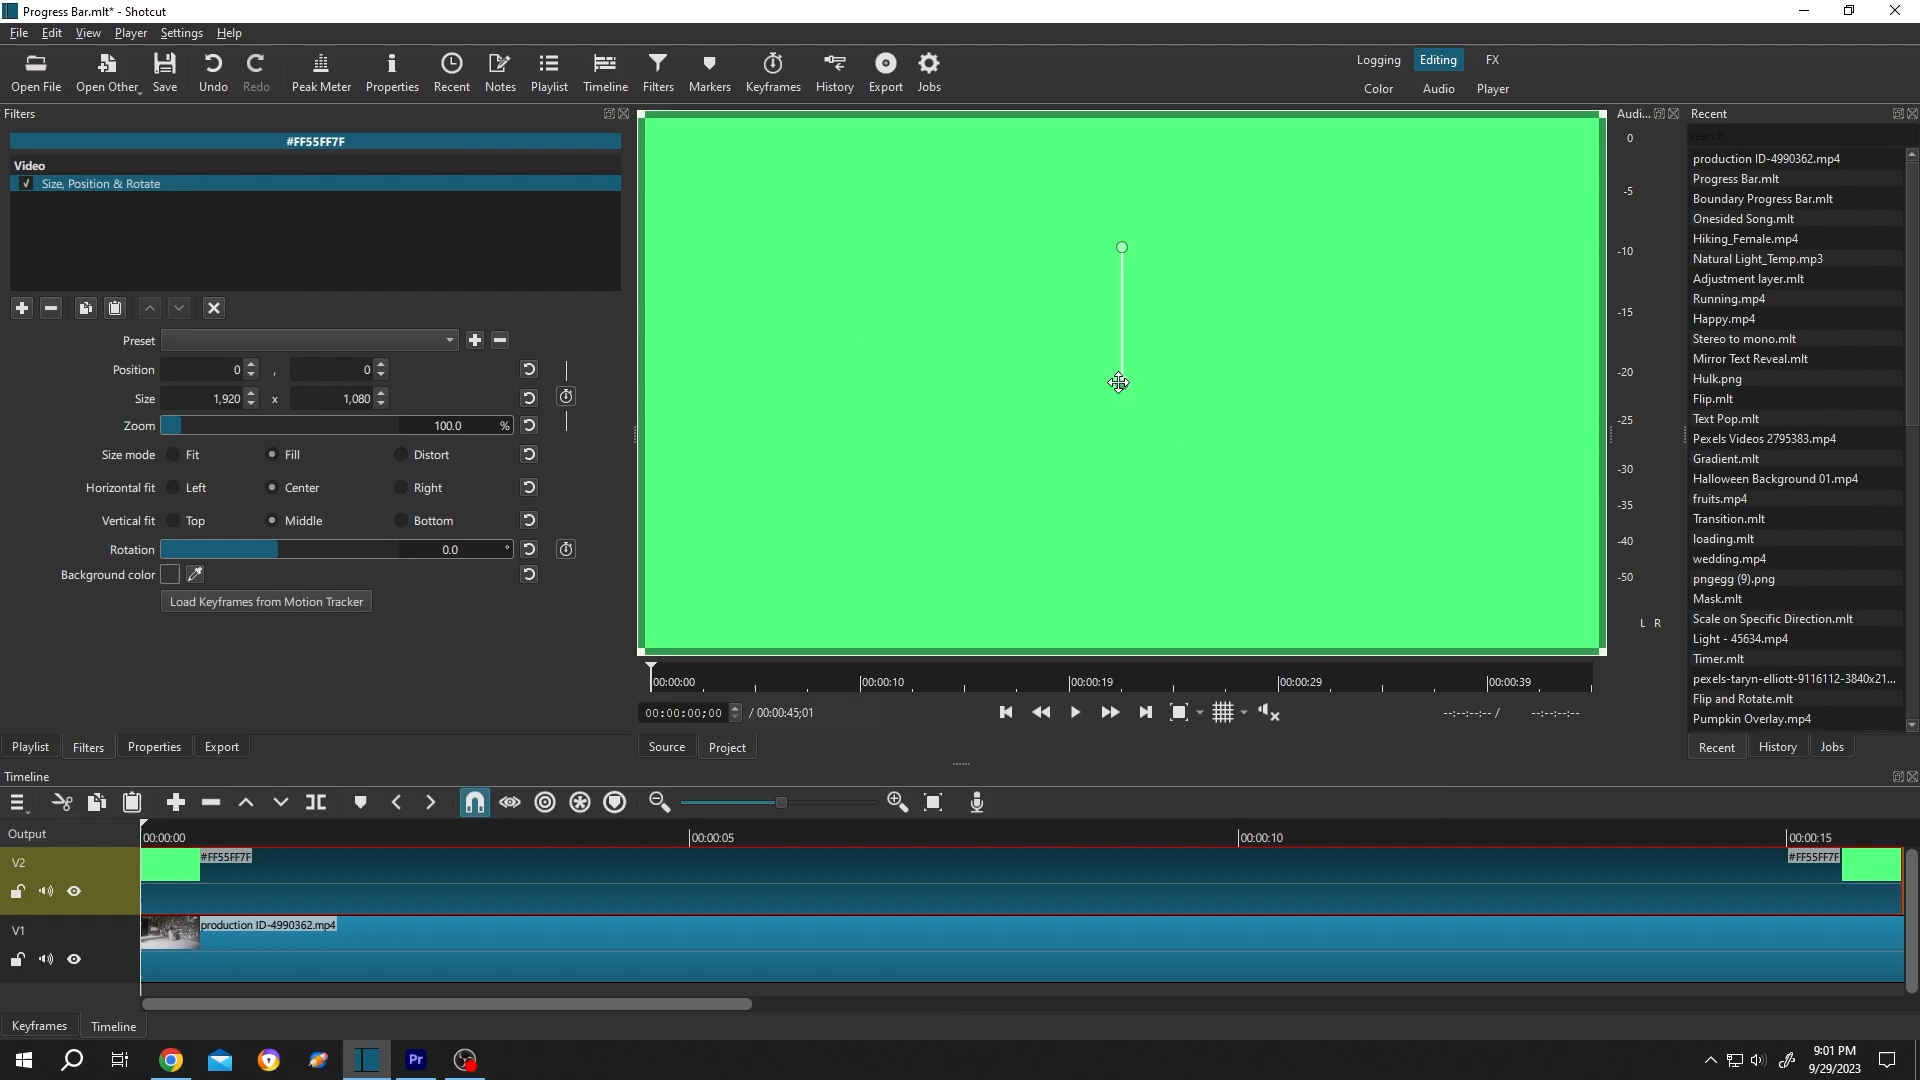 Progress Bar.mlt* - Shotcut
File Edit View Player Settings Help
Open File Open Other Save Undo Redo Peak Meter Properties Recent Notes Playlist Timeline Filters Markers Keyframes History Export Jobs
Logging Editing FX
Color Audio Player
Filters
#FF55FF7F
Video
Size, Position & Rotate
Preset
Position 0 , 0
Size 1,920 x 1,080
Zoom 100.0 %
Size mode Fit Fill Distort
Horizontal fit Left Center Right
Vertical fit Top Middle Bottom
Rotation 0.0 °
Background color
Load Keyframes from Motion Tracker
Playlist Filters Properties Export
00:00:00 00:00:10 00:00:19 00:00:29 00:00:39
00:00:00;00 / 00:00:45;01 --:--:--:-- / --:--:--:--
Source Project
Audi...
0
-5
-10
-15
-20
-25
-30
-35
-40
-50
L R
Recent
search
production ID-4990362.mp4
Progress Bar.mlt
Boundary Progress Bar.mlt
Onesided Song.mlt
Hiking_Female.mp4
Natural Light_Temp.mp3
Adjustment layer.mlt
Running.mp4
Happy.mp4
Stereo to mono.mlt
Mirror Text Reveal.mlt
Hulk.png
Flip.mlt
Text Pop.mlt
Pexels Videos 2795383.mp4
Gradient.mlt
Halloween Background 01.mp4
fruits.mp4
Transition.mlt
loading.mlt
wedding.mp4
pngegg (9).png
Mask.mlt
Scale on Specific Direction.mlt
Light - 45634.mp4
Timer.mlt
pexels-taryn-elliott-9116112-3840x21...
Flip and Rotate.mlt
Pumpkin Overlay.mp4
Recent History Jobs
Timeline
Output
00:00:00 00:00:05 00:00:10 00:00:15
V2
#FF55FF7F #FF55FF7F
V1
production ID-4990362.mp4
Keyframes Timeline
Pr
9:01 PM
9/29/2023